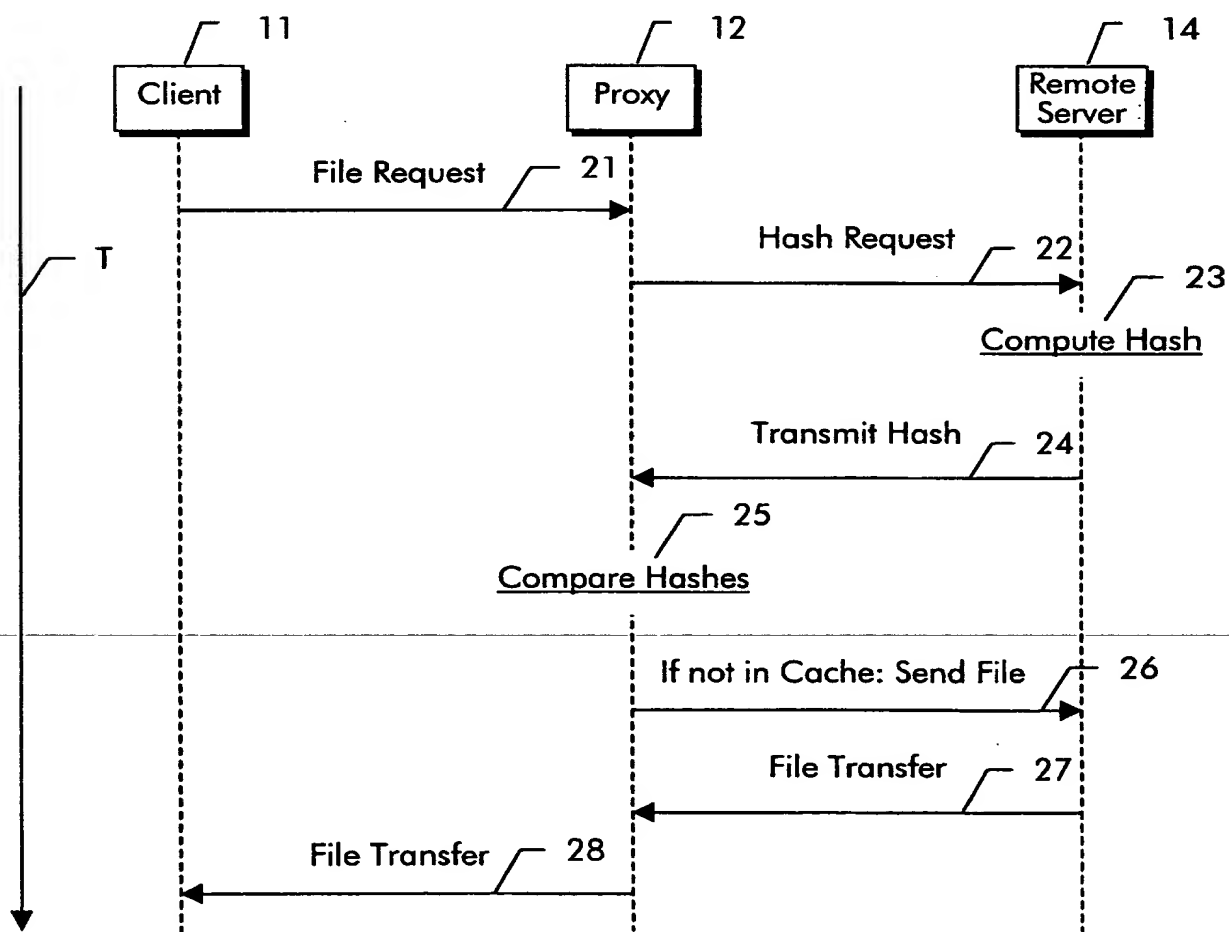 11
12
14
Client
Proxy
Remote
Server
File Request
21
T
Hash Request
22
23
Compute Hash
Transmit Hash
24
25
Compare Hashes
If not in Cache: Send File
26
File Transfer
27
File Transfer
28